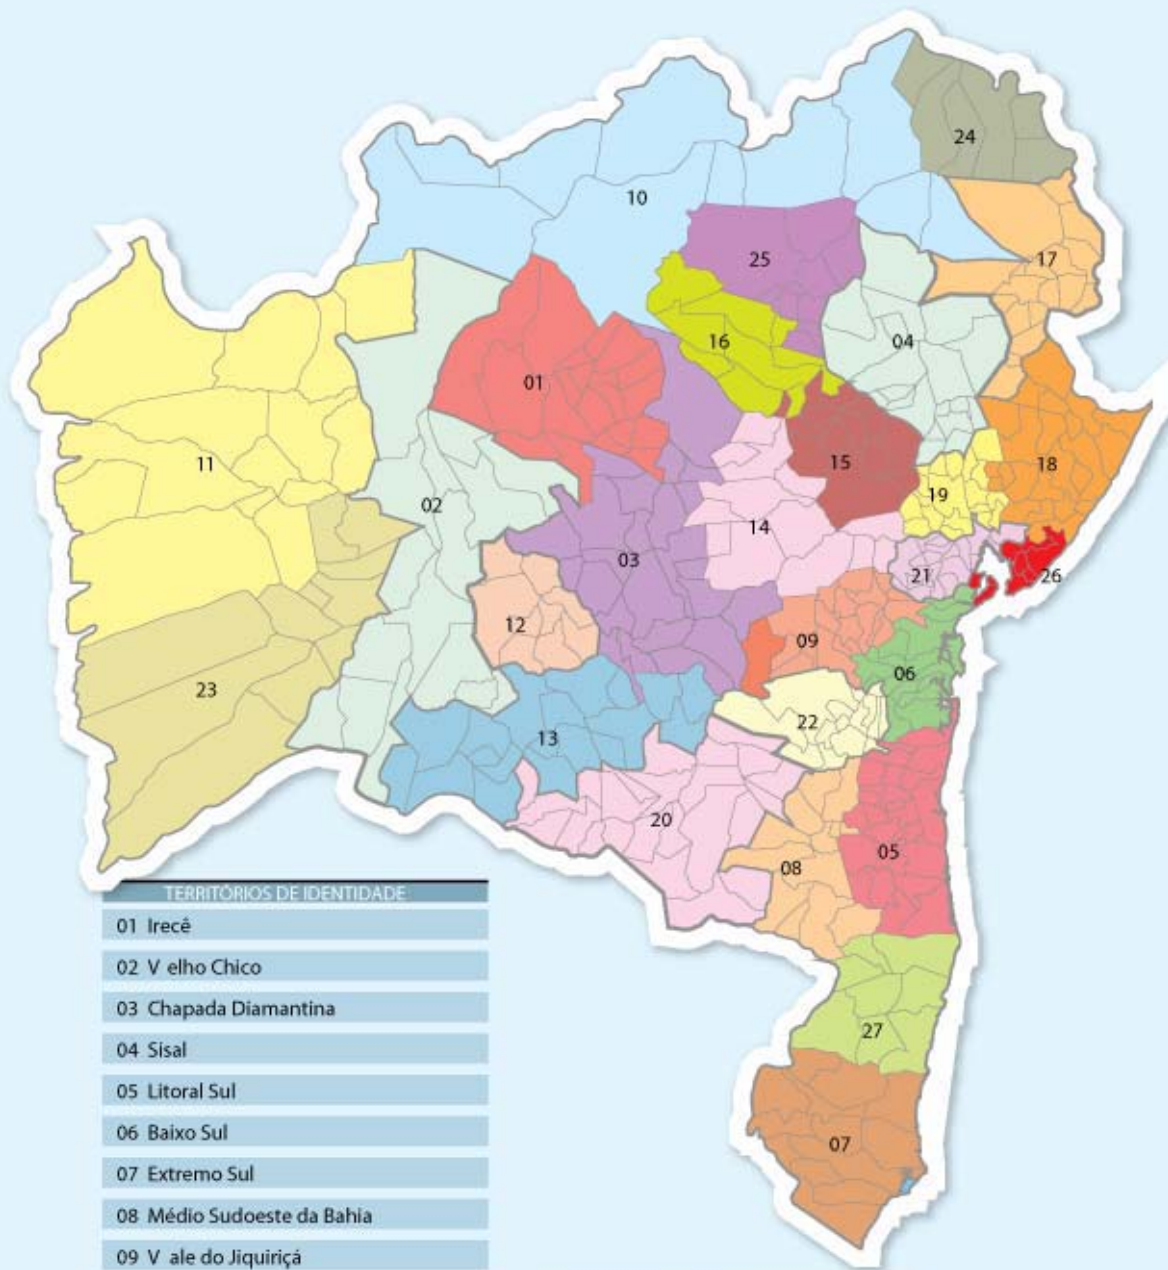 24
10
17
25
16
04
01
11
18
15
19
02
14
03
21
26
12
09
06
23
22
13
20
05
08
27
07
TERRITÓRIOS DE IDENTIDADE
01 Irecê
02 V elho Chico
03 Chapada Diamantina
04 Sisal
05 Litoral Sul
06 Baixo Sul
07 Extremo Sul
08 Médio Sudoeste da Bahia
09 V ale do Jiquiriçá